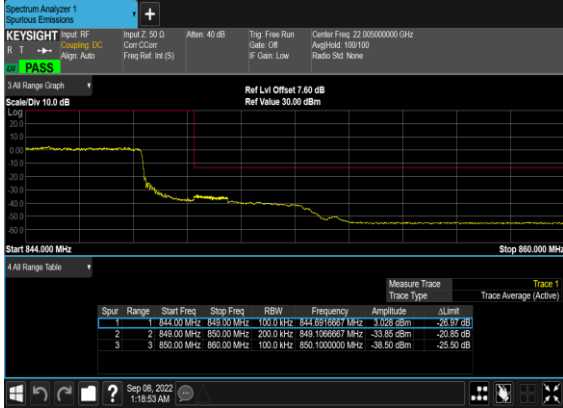 Spectrum Analyzer 1
Spurious Emissions
KEYSIGHT Input: RF Input Z: 50 Ω Atten: 40 dB Trig: Free Run Center Freq: 22.005000000 GHz
R T Coupling: DC Corr CCorr Gate: Off Avg|Hold: 100/100
Align: Auto Freq Ref: Int (S) IF Gain: Low Radio Std: None
PASS
3 All Range Graph Ref Lvl Offset 7.60 dB
Scale/Div 10.0 dB Ref Value 30.00 dBm
Log
20.0
10.0
0.00
-10.0
-20.0
-30.0
-40.0
-50.0
-60.0
Start 844.000 MHz Stop 860.000 MHz
4 All Range Table
Measure Trace Trace 1
Trace Type Trace Average (Active)
Spur Range Start Freq Stop Freq RBW Frequency Amplitude ΔLimit
1 1 844.00 MHz 849.00 MHz 100.0 kHz 844.6916667 MHz 3.028 dBm -26.97 dB
2 2 849.00 MHz 850.00 MHz 200.0 kHz 849.1066667 MHz -33.85 dBm -20.85 dB
3 3 850.00 MHz 860.00 MHz 100.0 kHz 850.1000000 MHz -38.50 dBm -25.50 dB
? Sep 08, 2022
1:18:53 AM